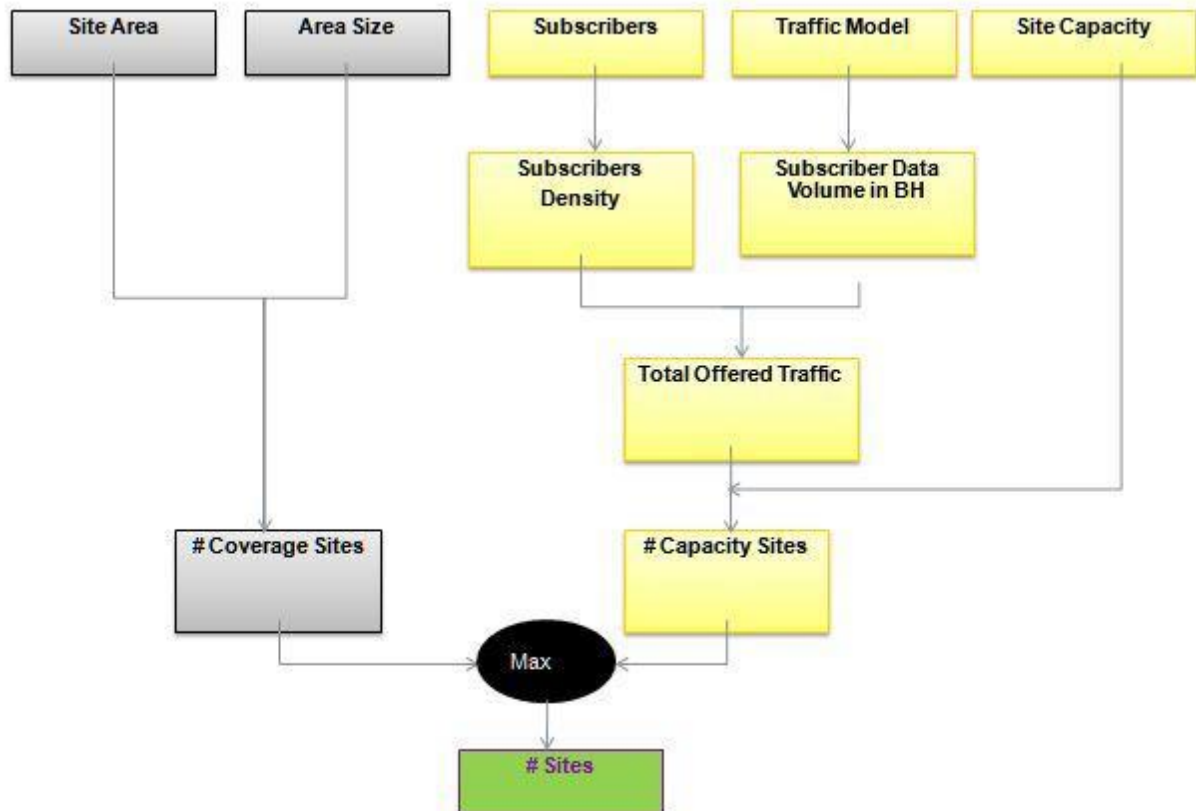 Site Area
Area Size
Subscribers
Traffic Model
Site Capacity
Subscribers
Density
Subscriber Data
Volume in BH
Total Offered Traffic
# Coverage Sites
# Capacity Sites
Max
# Sites